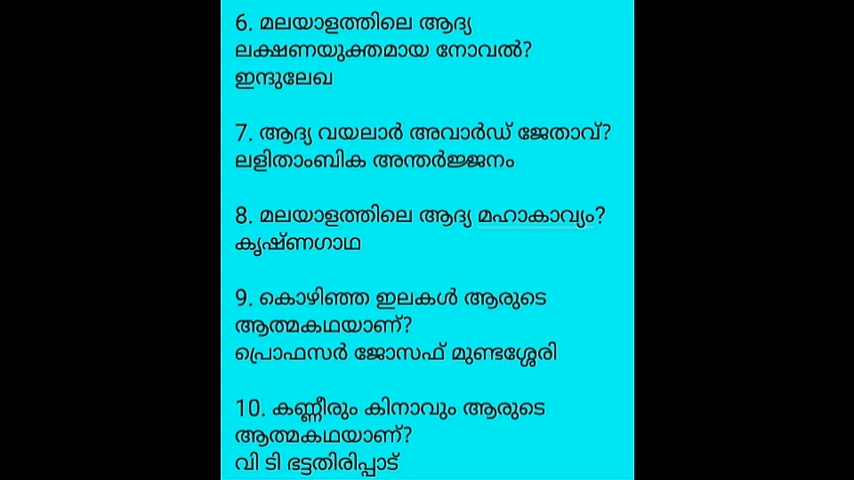 6. മലയാളത്തിലെ ആദ്യ
ലക്ഷണയുക്തമായ നോവൽ?
ഇന്ദുലേഖ
7. ആദ്യ വയലാർ അവാർഡ് ജേതാവ്?
ലളിതാംബിക അന്തർജ്ജനം
8. മലയാളത്തിലെ ആദ്യ മഹാകാവ്യം?
കൃഷ്ണഗാഥ
9. കൊഴിഞ്ഞ ഇലകൾ ആരുടെ
ആത്മകഥയാണ്?
പ്രൊഫസർ ജോസഫ് മുണ്ടശ്ശേരി
10. കണ്ണീരും കിനാവും ആരുടെ
ആത്മകഥയാണ്?
വി ടി ഭട്ടതിരിപ്പാട്